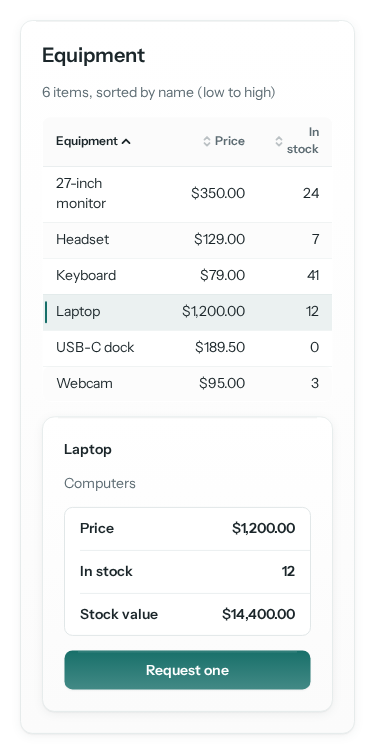 Equipment
6 items, sorted by name (low to high)
Equipment Price In stock
27-inch monitor $350.00 24
Headset $129.00 7
Keyboard $79.00 41
Laptop $1,200.00 12
USB-C dock $189.50 0
Webcam $95.00 3
Laptop
Computers
Price $1,200.00
In stock 12
Stock value $14,400.00
Request one